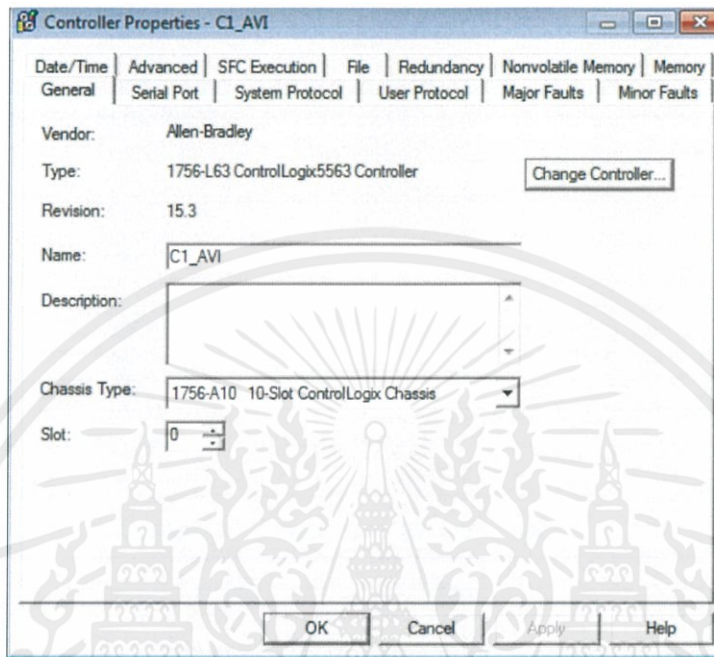 Controller Properties - C1_AVI
Date/Time Advanced SFC Execution File Redundancy Nonvolatile Memory Memory
General Serial Port System Protocol User Protocol Major Faults Minor Faults
Vendor: Allen-Bradley
Type: 1756-L63 ControlLogix5563 Controller Change Controller...
Revision: 15.3
Name: C1_AVI
Description:
Chassis Type: 1756-A10 10-Slot ControlLogix Chassis
Slot: 0
OK Cancel Apply Help